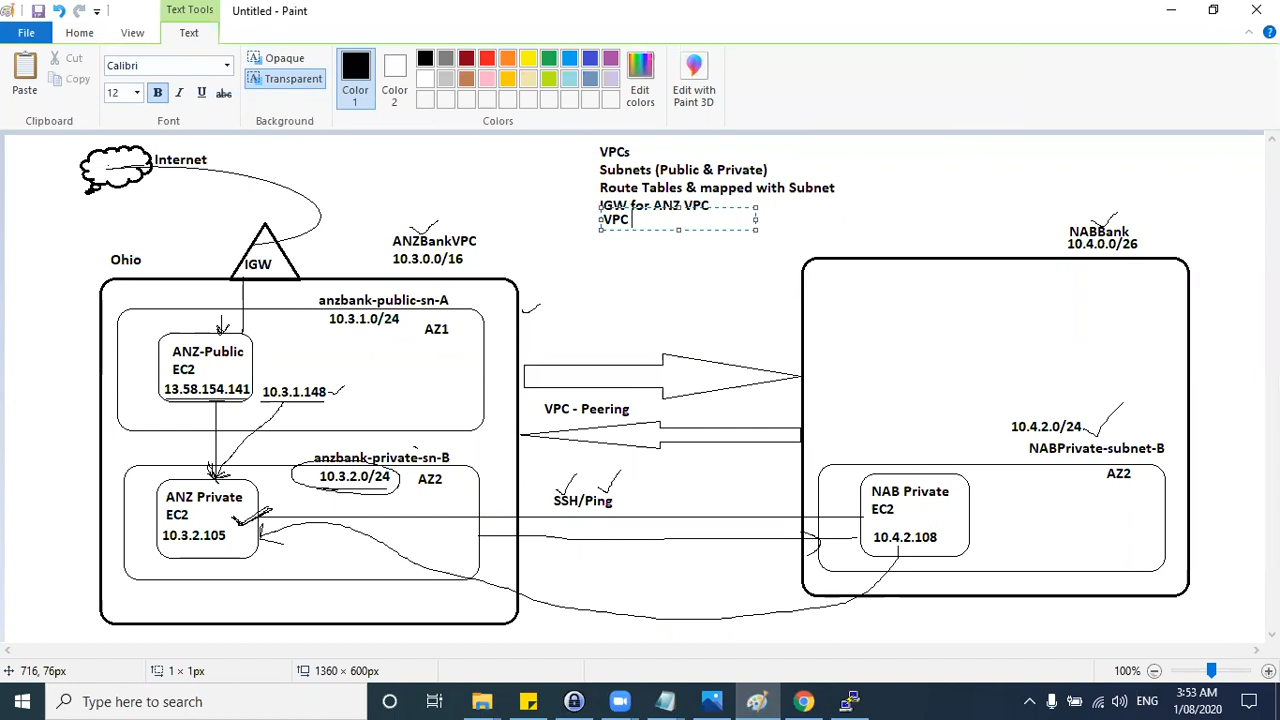 Text Tools
Untitled - Paint
File
Home
View
Text
Paste
Cut
Copy
Clipboard
Calibri
12
B
I
U
abc
Font
Opaque
Transparent
Background
Color
1
Color
2
Edit
colors
Colors
Edit with
Paint 3D
Internet
VPCs
Subnets (Public & Private)
Route Tables & mapped with Subnet
IGW for ANZ VPC
VPC
Ohio
IGW
ANZBankVPC
10.3.0.0/16
NABBank
10.4.0.0/26
anzbank-public-sn-A
10.3.1.0/24
AZ1
ANZ-Public
EC2
13.58.154.141
10.3.1.148
VPC - Peering
anzbank-private-sn-B
10.3.2.0/24
AZ2
ANZ Private
EC2
10.3.2.105
SSH/Ping
10.4.2.0/24
NABPrivate-subnet-B
AZ2
NAB Private
EC2
10.4.2.108
716, 76px
1 × 1px
1360 × 600px
100%
Type here to search
ENG
3:53 AM
1/08/2020